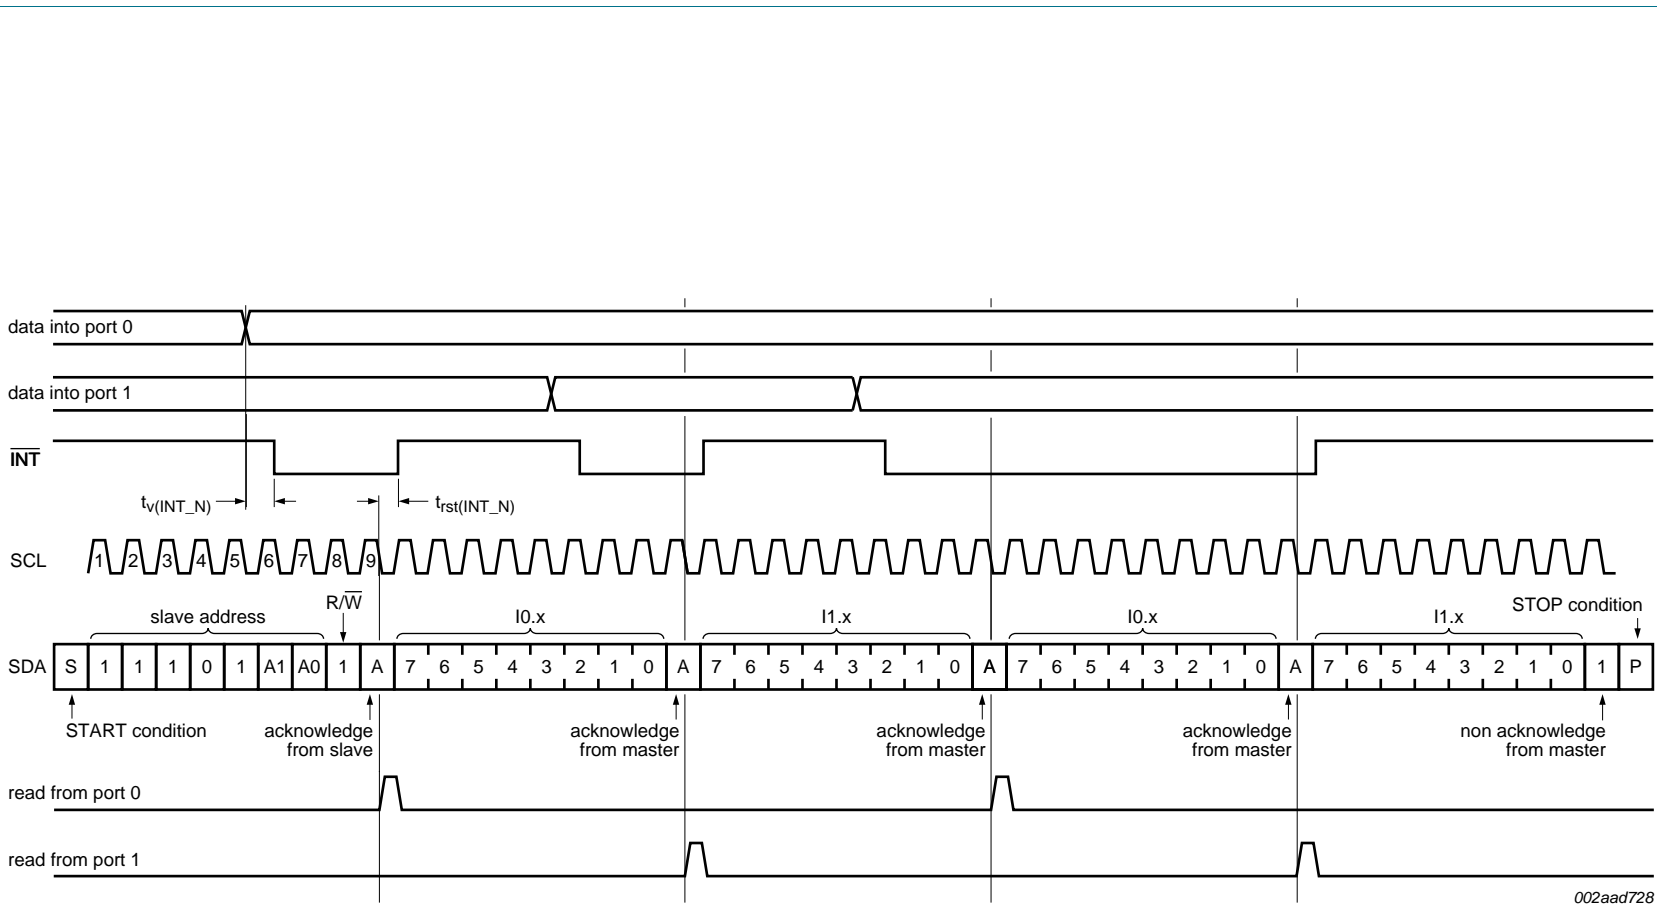 data into port 0
data into port 1
INT
tv(INT_N) trst(INT_N)
SCL 1 2 3 4 5 6 7 8 9
R/W STOP condition
slave address I0.x I1.x I0.x I1.x
SDA S 1 1 1 0 1 A1 A0 1 A 7 6 5 4 3 2 1 0 A 7 6 5 4 3 2 1 0 A 7 6 5 4 3 2 1 0 A 7 6 5 4 3 2 1 0 1 P
START condition acknowledge acknowledge acknowledge acknowledge non acknowledge
from slave from master from master from master from master
read from port 0
read from port 1
002aad728